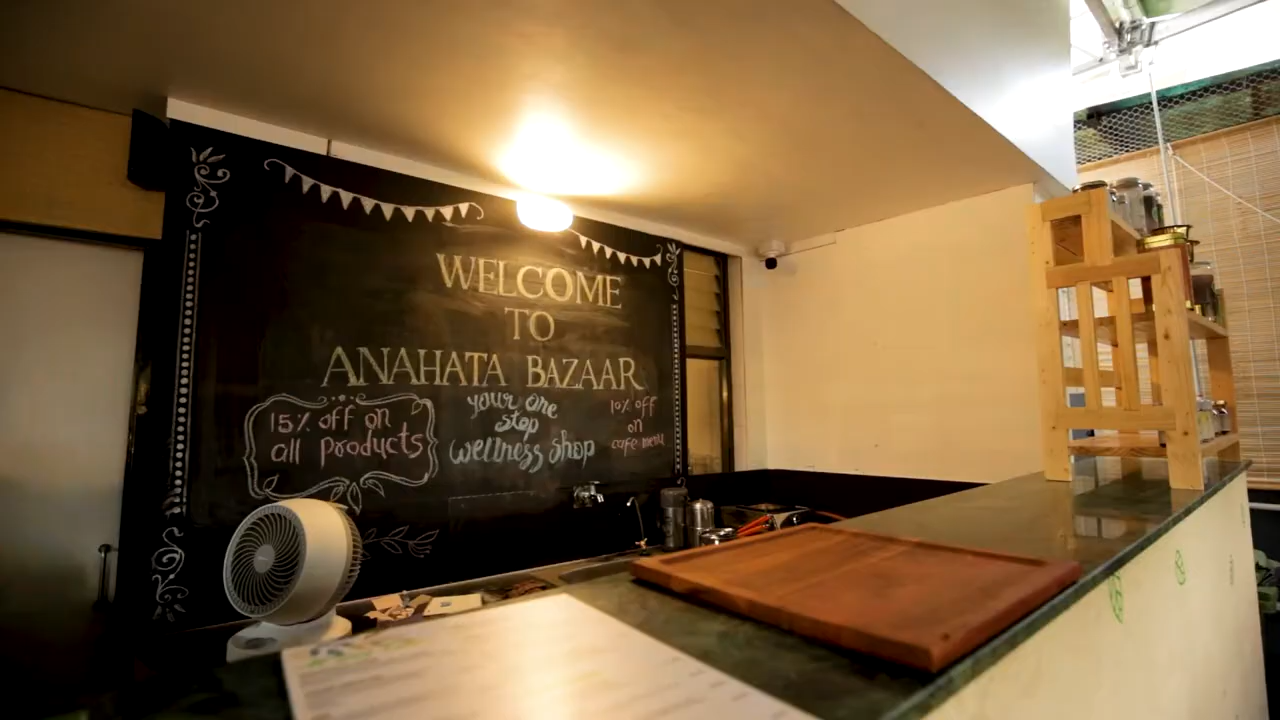 WELCOME
TO
ANAHATA BAZAAR
15% off on
all products
your one
stop
wellness shop
10% off
on
cafe menu